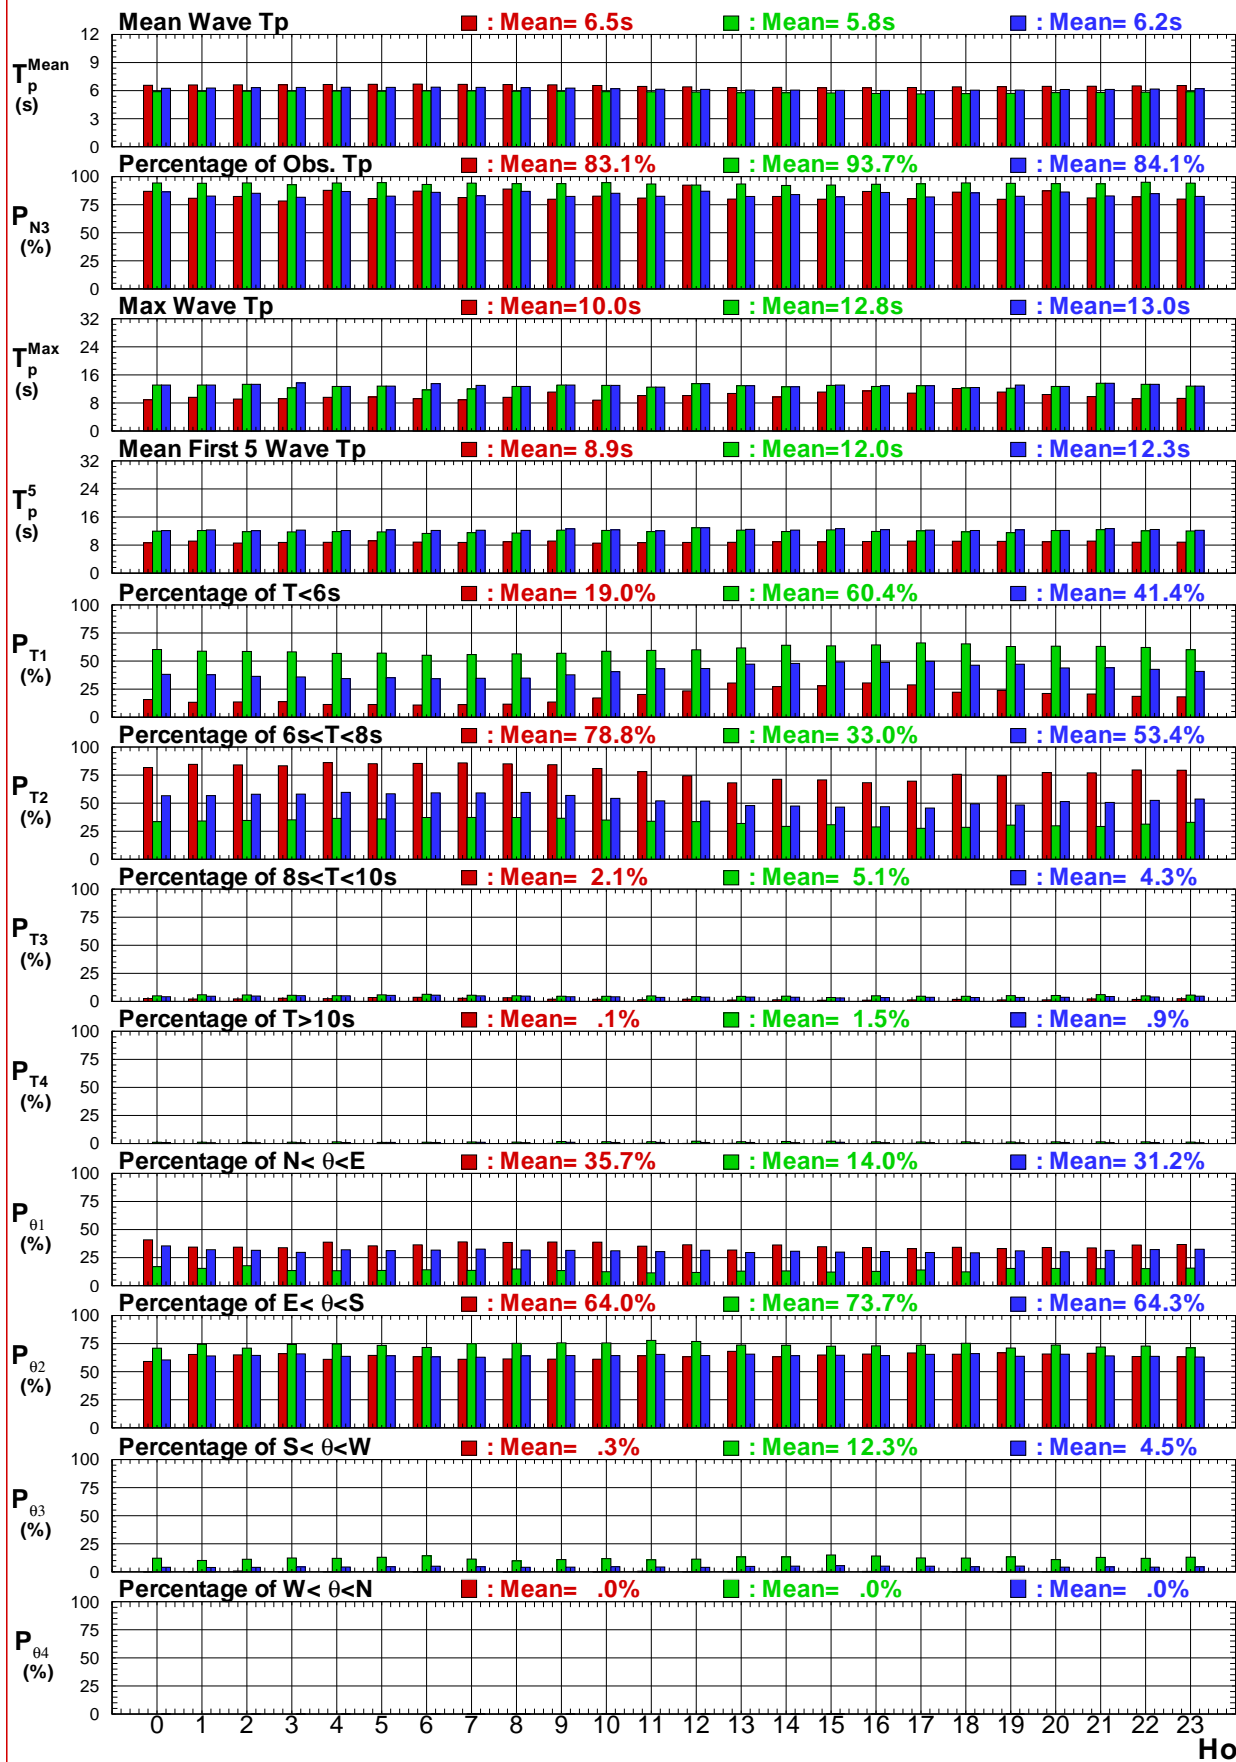 Mean Wave Tp : Mean= 6.5s : Mean= 5.8s : Mean= 6.2s
12
9
6
3
0
T_p^Mean
(s)
Percentage of Obs. Tp : Mean= 83.1% : Mean= 93.7% : Mean= 84.1%
100
75
50
25
0
P_N3
(%)
Max Wave Tp : Mean=10.0s : Mean=12.8s : Mean=13.0s
32
24
16
8
0
T_p^Max
(s)
Mean First 5 Wave Tp : Mean= 8.9s : Mean=12.0s : Mean=12.3s
32
24
16
8
0
T_p^5
(s)
Percentage of T<6s : Mean= 19.0% : Mean= 60.4% : Mean= 41.4%
100
75
50
25
0
P_T1
(%)
Percentage of 6s<T<8s : Mean= 78.8% : Mean= 33.0% : Mean= 53.4%
100
75
50
25
0
P_T2
(%)
Percentage of 8s<T<10s : Mean= 2.1% : Mean= 5.1% : Mean= 4.3%
100
75
50
25
0
P_T3
(%)
Percentage of T>10s : Mean= .1% : Mean= 1.5% : Mean= .9%
100
75
50
25
0
P_T4
(%)
Percentage of N< θ<E : Mean= 35.7% : Mean= 14.0% : Mean= 31.2%
100
75
50
25
0
P_θ1
(%)
Percentage of E< θ<S : Mean= 64.0% : Mean= 73.7% : Mean= 64.3%
100
75
50
25
0
P_θ2
(%)
Percentage of S< θ<W : Mean= .3% : Mean= 12.3% : Mean= 4.5%
100
75
50
25
0
P_θ3
(%)
Percentage of W< θ<N : Mean= .0% : Mean= .0% : Mean= .0%
100
75
50
25
0
P_θ4
(%)
0 1 2 3 4 5 6 7 8 9 10 11 12 13 14 15 16 17 18 19 20 21 22 23
Ho